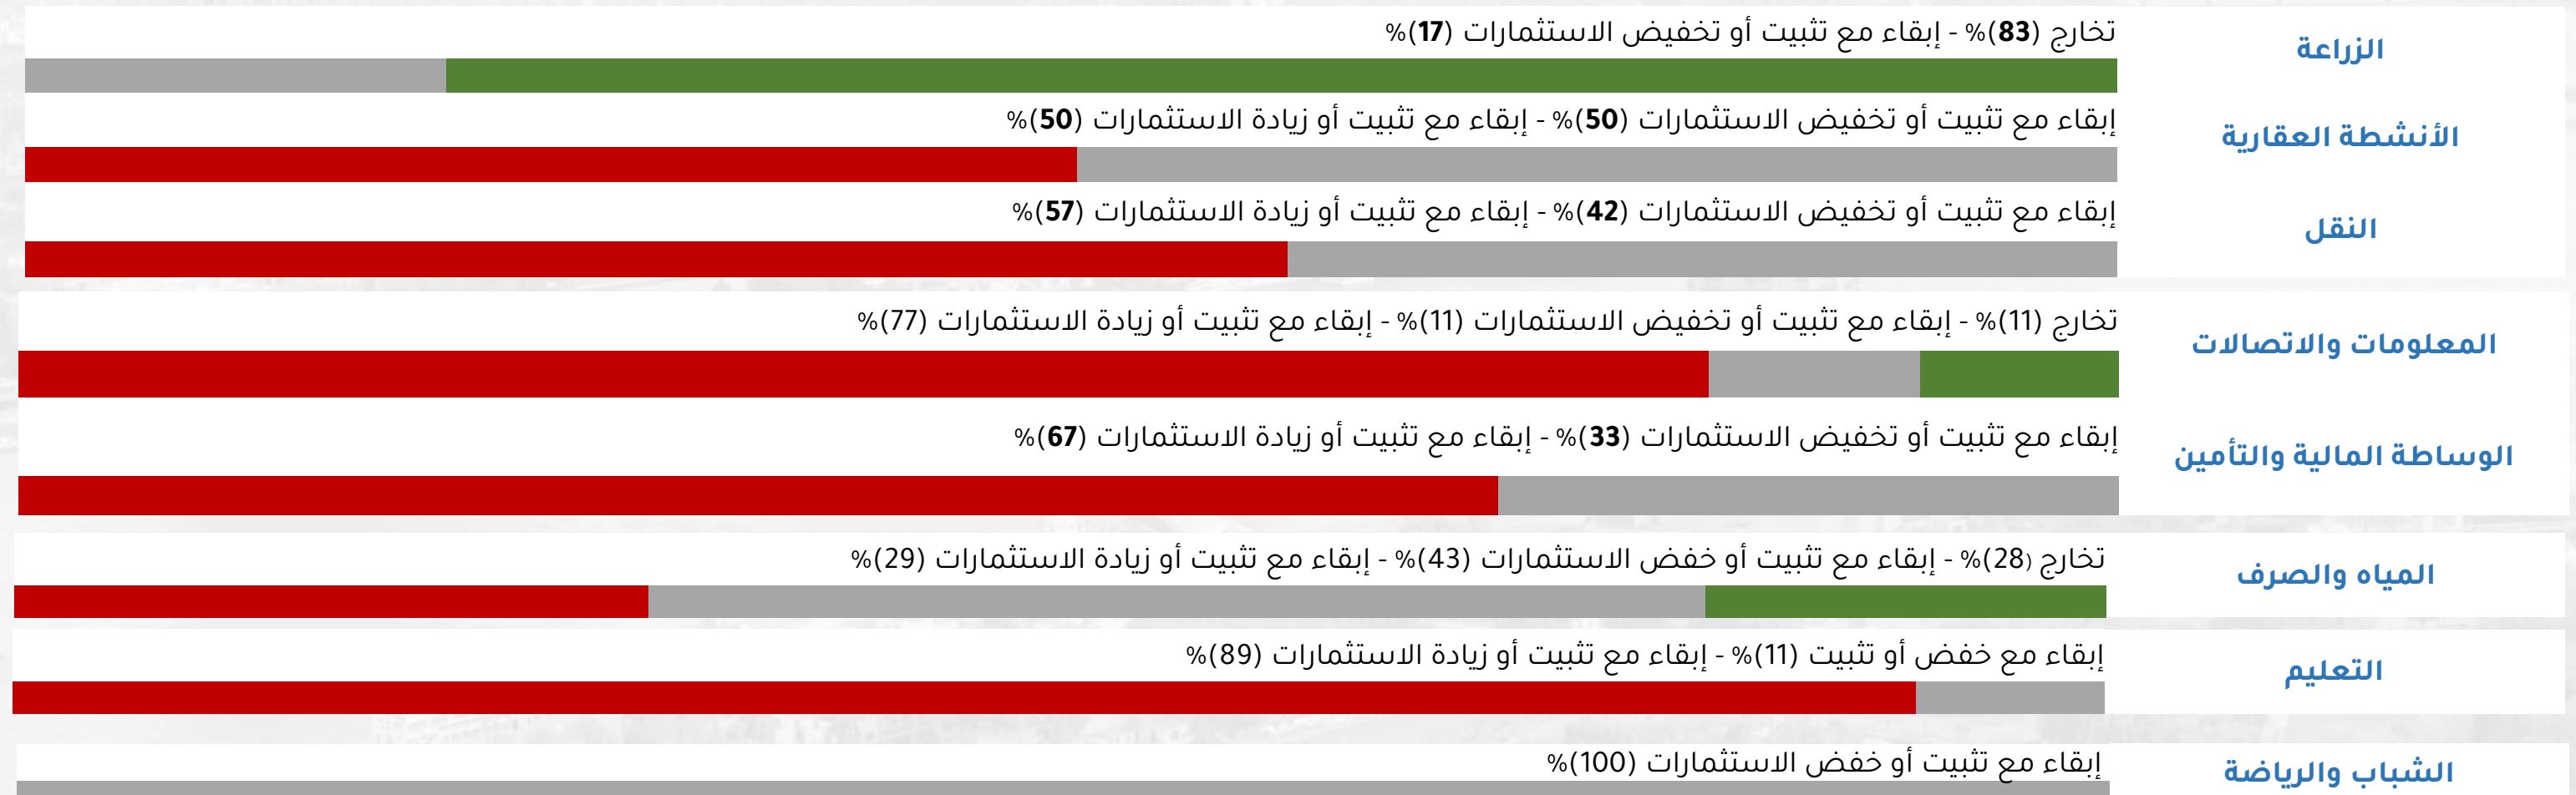 الزراعة
تخارج (83)% - إبقاء مع تثبيت أو تخفيض الاستثمارات (17)%
الأنشطة العقارية
إبقاء مع تثبيت أو تخفيض الاستثمارات (50)% - إبقاء مع تثبيت أو زيادة الاستثمارات (50)%
النقل
إبقاء مع تثبيت أو تخفيض الاستثمارات (42)% - إبقاء مع تثبيت أو زيادة الاستثمارات (57)%
المعلومات والاتصالات
تخارج (11)% - إبقاء مع تثبيت أو تخفيض الاستثمارات (11)% - إبقاء مع تثبيت أو زيادة الاستثمارات (77)%
الوساطة المالية والتأمين
إبقاء مع تثبيت أو تخفيض الاستثمارات (33)% - إبقاء مع تثبيت أو زيادة الاستثمارات (67)%
المياه والصرف
تخارج (28)% - إبقاء مع تثبيت أو خفض الاستثمارات (43)% - إبقاء مع تثبيت أو زيادة الاستثمارات (29)%
التعليم
إبقاء مع خفض أو تثبيت (11)% - إبقاء مع تثبيت أو زيادة الاستثمارات (89)%
الشباب والرياضة
إبقاء مع تثبيت أو خفض الاستثمارات (100)%